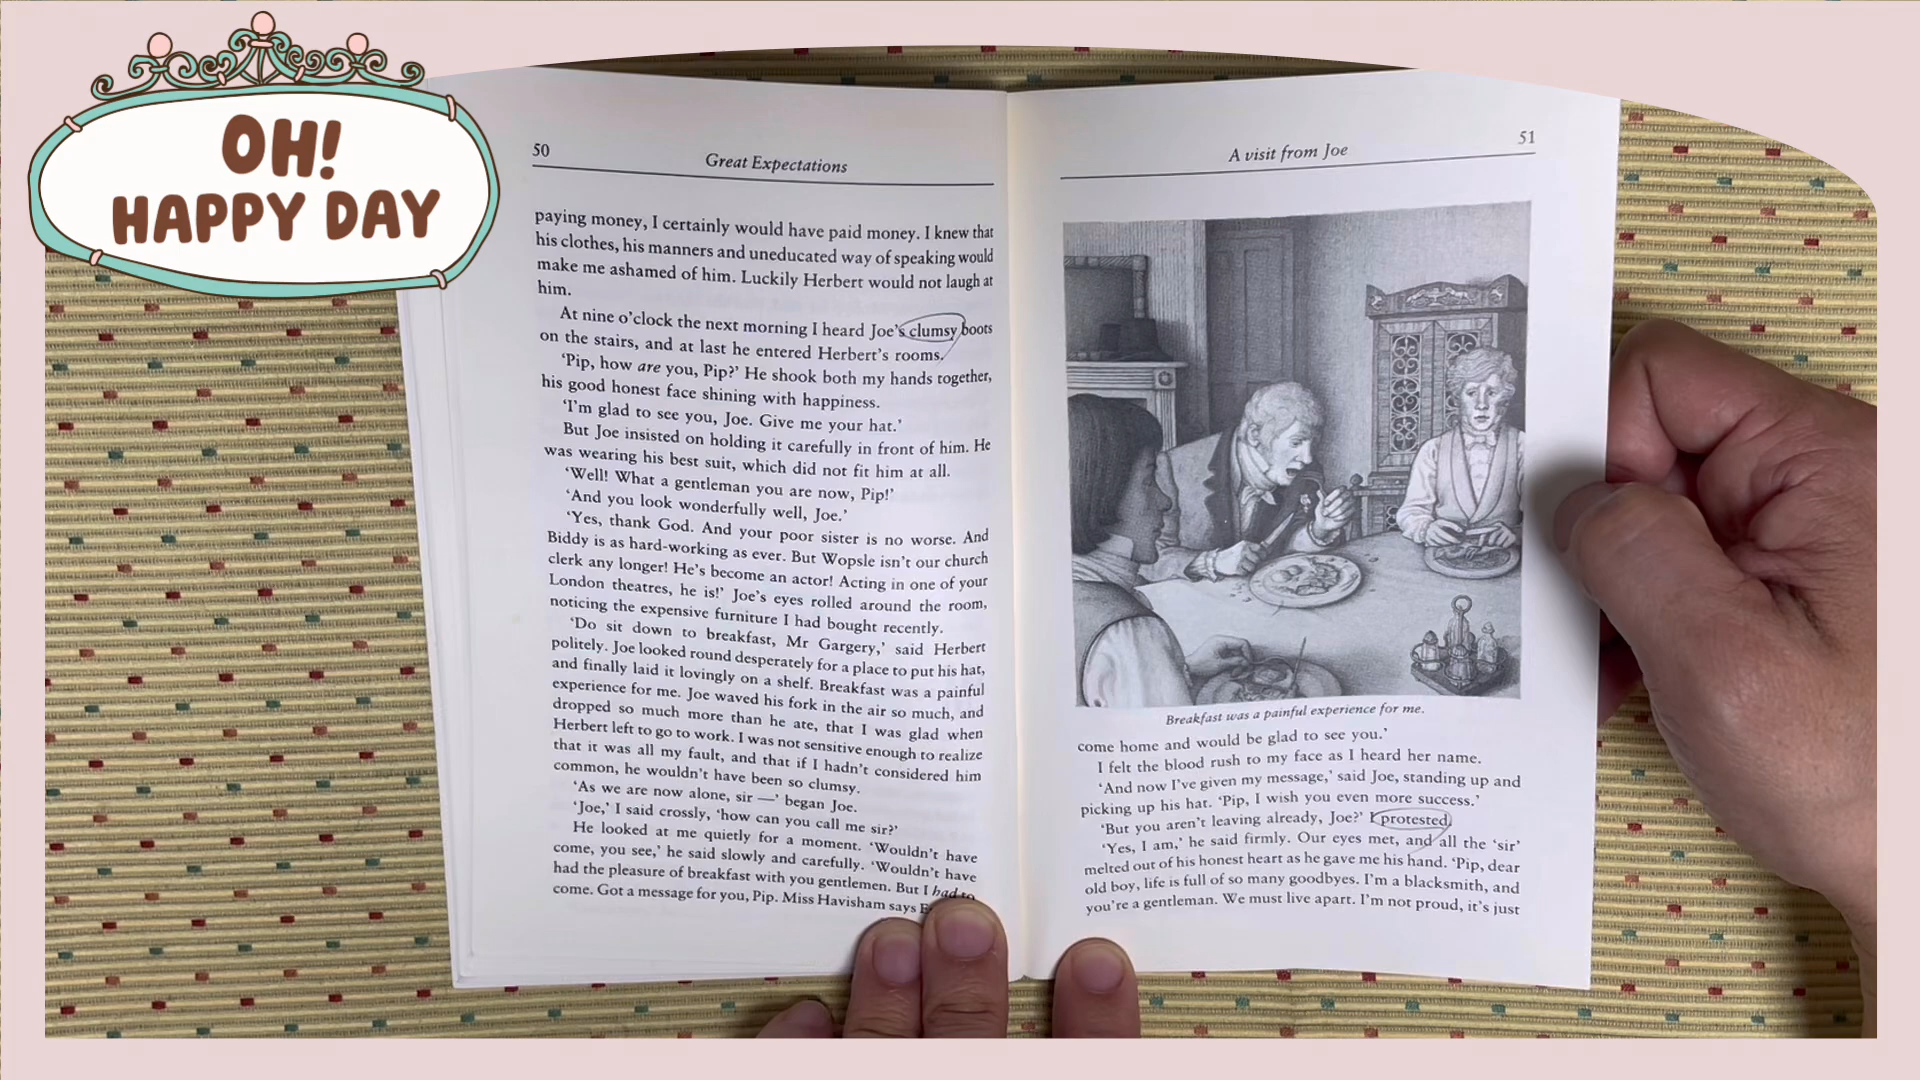 OH!
HAPPY DAY
50
Great Expectations
paying money, I certainly would have paid money. I knew that
his clothes, his manners and uneducated way of speaking would
make me ashamed of him. Luckily Herbert would not laugh at
him.
At nine o'clock the next morning I heard Joe's clumsy boots
on the stairs, and at last he entered Herbert's rooms.
'Pip, how are you, Pip?' He shook both my hands together,
his good honest face shining with happiness.
'I'm glad to see you, Joe. Give me your hat.'
But Joe insisted on holding it carefully in front of him. He
was wearing his best suit, which did not fit him at all.
'Well! What a gentleman you are now, Pip!'
'And you look wonderfully well, Joe.'
'Yes, thank God. And your poor sister is no worse. And
Biddy is as hard-working as ever. But Wopsle isn't our church
clerk any longer! He's become an actor! Acting in one of your
London theatres, he is!' Joe's eyes rolled around the room,
noticing the expensive furniture I had bought recently.
'Do sit down to breakfast, Mr Gargery,' said Herbert
politely. Joe looked round desperately for a place to put his hat,
and finally laid it lovingly on a shelf. Breakfast was a painful
experience for me. Joe waved his fork in the air so much, and
dropped so much more than he ate, that I was glad when
Herbert left to go to work. I was not sensitive enough to realize
that it was all my fault, and that if I hadn't considered him
common, he wouldn't have been so clumsy.
'As we are now alone, sir —' began Joe.
'Joe,' I said crossly, 'how can you call me sir?'
He looked at me quietly for a moment. 'Wouldn't have
come, you see,' he said slowly and carefully. 'Wouldn't have
had the pleasure of breakfast with you gentlemen. But I had to
come. Got a message for you, Pip. Miss Havisham says
A visit from Joe
51
Breakfast was a painful experience for me.
come home and would be glad to see you.'
I felt the blood rush to my face as I heard her name.
'And now I've given my message,' said Joe, standing up and
picking up his hat. 'Pip, I wish you even more success.'
'But you aren't leaving already, Joe?' I protested.
'Yes, I am,' he said firmly. Our eyes met, and all the 'sir'
melted out of his honest heart as he gave me his hand. 'Pip, dear
old boy, life is full of so many goodbyes. I'm a blacksmith, and
you're a gentleman. We must live apart. I'm not proud, it's just